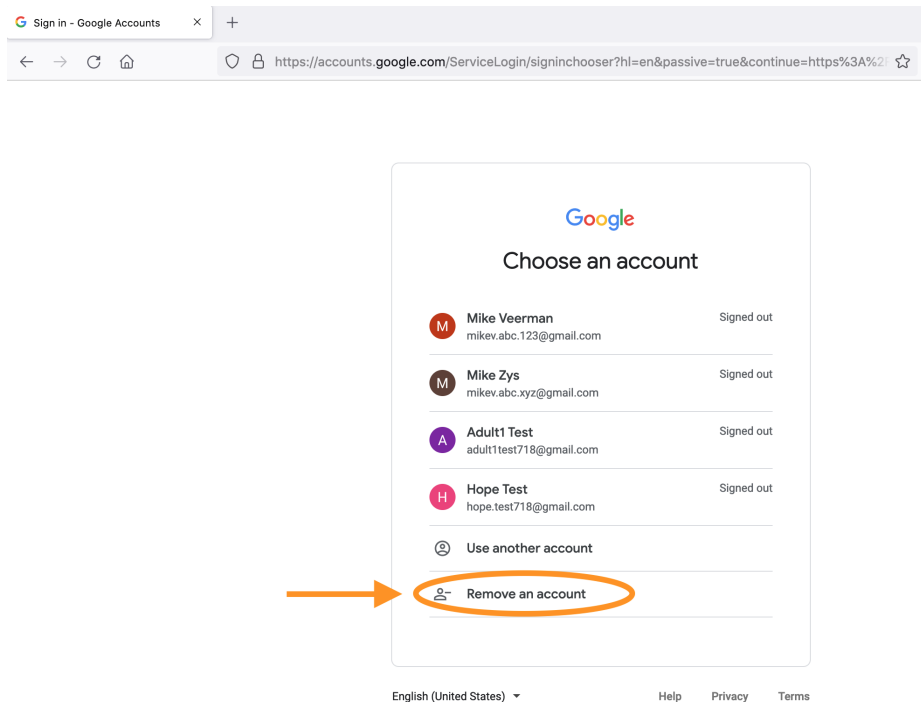 Sign in - Google Accounts
https://accounts.google.com/ServiceLogin/signinchooser?hl=en&passive=true&continue=https%3A%2F
Google
Choose an account
M
Mike Veerman
Signed out
mikev.abc.123@gmail.com
M
Mike Zys
Signed out
mikev.abc.xyz@gmail.com
A
Adult1 Test
Signed out
adult1test718@gmail.com
H
Hope Test
Signed out
hope.test718@gmail.com
Use another account
Remove an account
English (United States)
Help Privacy Terms